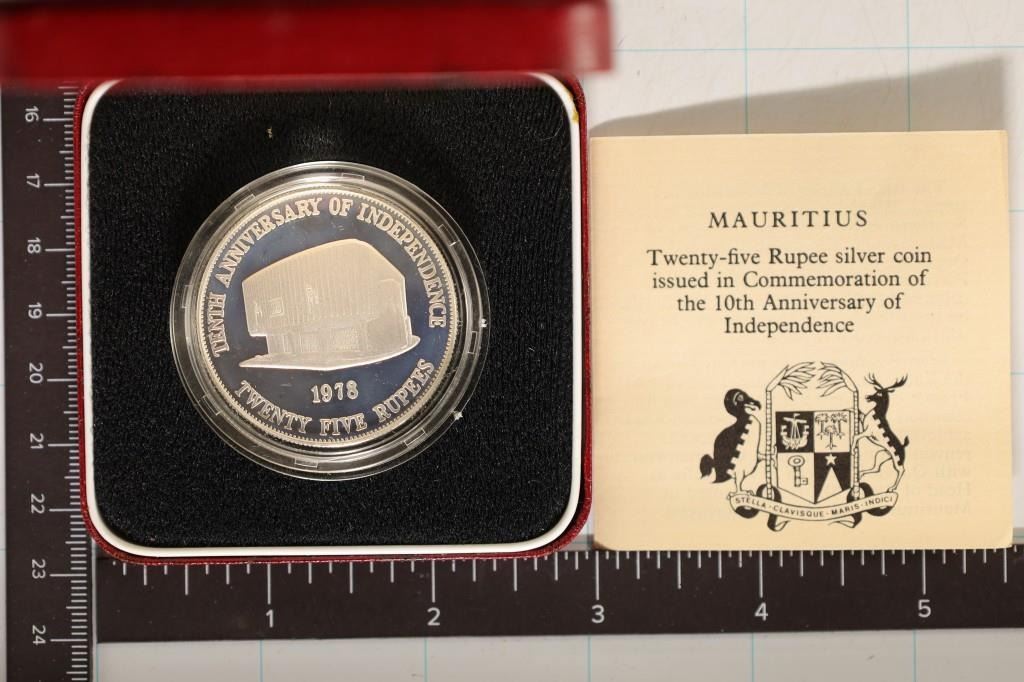 TENTH ANNIVERSARY OF INDEPENDENCE
1978
TWENTY FIVE RUPEES
MAURITIUS
Twenty-five Rupee silver coin
issued in Commemoration of
the 10th Anniversary of
Independence
STELLA · CLAVISQUE · MARIS · INDICI
16
17
18
19
20
21
22
23
24
1 2 3 4 5